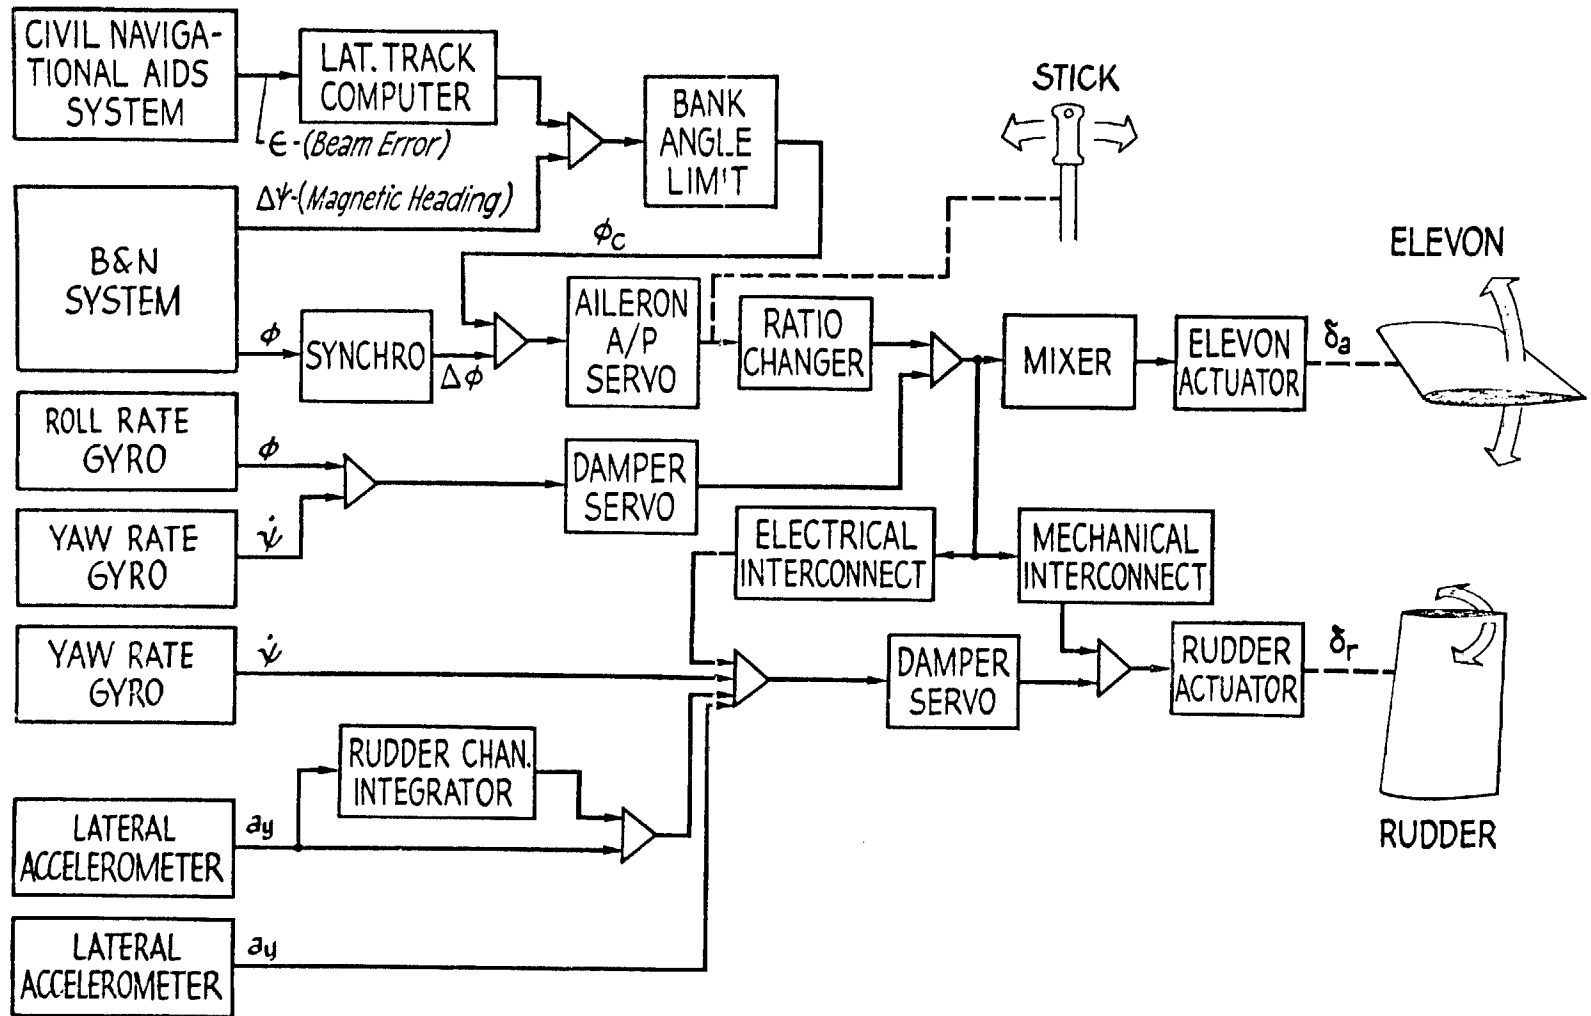 CIVIL NAVIGA-
TIONAL AIDS
SYSTEM
LAT. TRACK
COMPUTER
ϵ-(Beam Error)
BANK
ANGLE
LIMIT
STICK
Δψ-(Magnetic Heading)
ϕc
B&N
SYSTEM
ϕ
SYNCHRO
Δϕ
AILERON
A/P
SERVO
RATIO
CHANGER
MIXER
ELEVON
ACTUATOR
δa
ELEVON
ROLL RATE
GYRO
ϕ
DAMPER
SERVO
YAW RATE
GYRO
ψ̇
ELECTRICAL
INTERCONNECT
MECHANICAL
INTERCONNECT
YAW RATE
GYRO
ψ̇
DAMPER
SERVO
RUDDER
ACTUATOR
δr
RUDDER
RUDDER CHAN.
INTEGRATOR
LATERAL
ACCELEROMETER
ay
LATERAL
ACCELEROMETER
ay